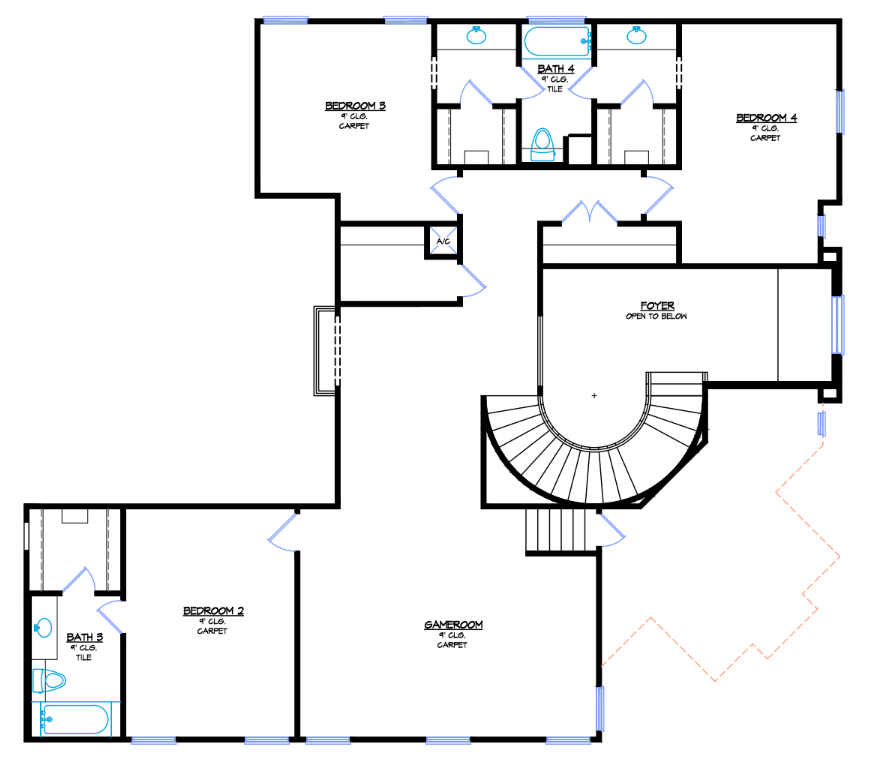 BEDROOM 3
9' CLG.
CARPET
BATH 4
9' CLG.
TILE
BEDROOM 4
9' CLG.
CARPET
A/C
FOYER
OPEN TO BELOW
BEDROOM 2
9' CLG.
CARPET
BATH 3
9' CLG.
TILE
GAMEROOM
9' CLG.
CARPET